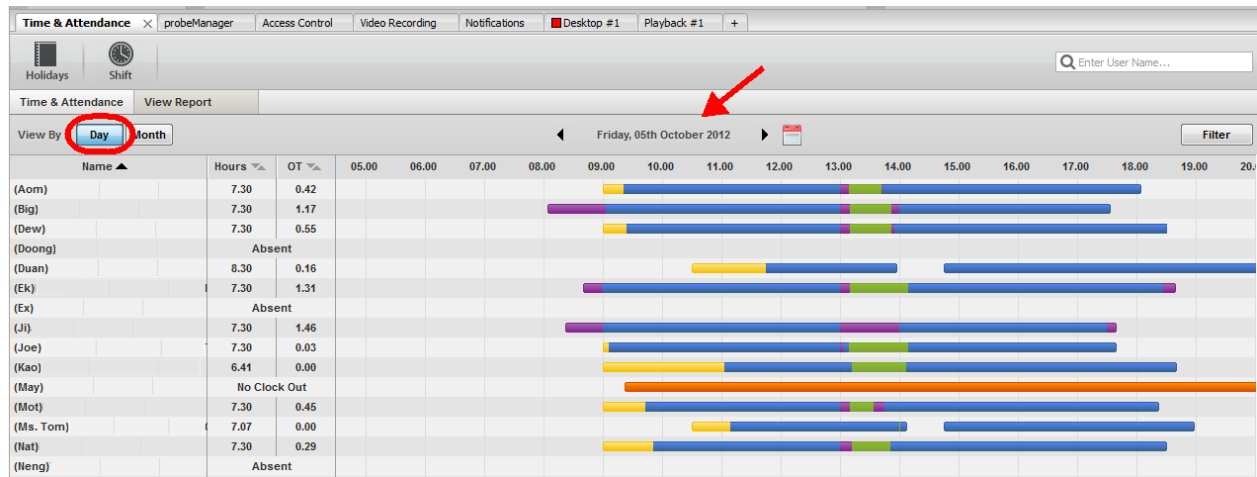 Time & Attendance × probeManager Access Control Video Recording Notifications Desktop #1 Playback #1 +
Holidays Shift Enter User Name...
Time & Attendance View Report
View By Day Month Friday, 05th October 2012 Filter
Name Hours OT 05.00 06.00 07.00 08.00 09.00 10.00 11.00 12.00 13.00 14.00 15.00 16.00 17.00 18.00 19.00 20.
(Aom) 7.30 0.42
(Big) 7.30 1.17
(Dew) 7.30 0.55
(Doong) Absent
(Duan) 8.30 0.16
(Ek) 7.30 1.31
(Ex) Absent
(Ji) 7.30 1.46
(Joe) 7.30 0.03
(Kao) 6.41 0.00
(May) No Clock Out
(Mot) 7.30 0.45
(Ms. Tom) 7.07 0.00
(Nat) 7.30 0.29
(Neng) Absent